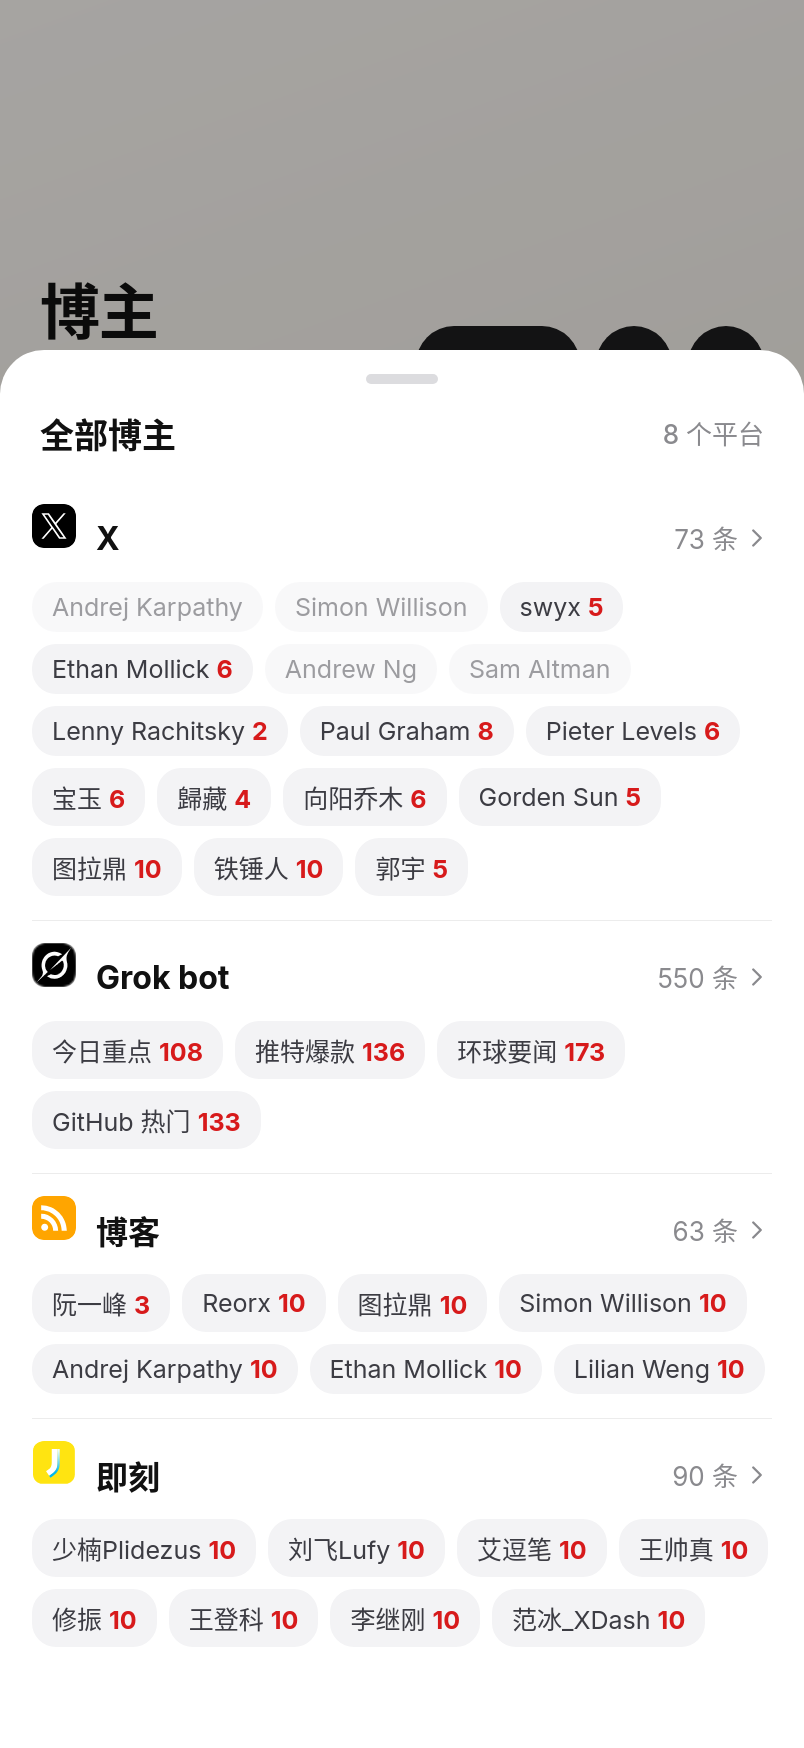 博主
全部博主 8 个平台
X 73 条
Andrej Karpathy Simon Willison swyx 5
Ethan Mollick 6 Andrew Ng Sam Altman
Lenny Rachitsky 2 Paul Graham 8 Pieter Levels 6
宝玉 6 歸藏 4 向阳乔木 6 Gorden Sun 5
图拉鼎 10 铁锤人 10 郭宇 5
Grok bot 550 条
今日重点 108 推特爆款 136 环球要闻 173
GitHub 热门 133
博客 63 条
阮一峰 3 Reorx 10 图拉鼎 10 Simon Willison 10
Andrej Karpathy 10 Ethan Mollick 10 Lilian Weng 10
即刻 90 条
少楠Plidezus 10 刘飞Lufy 10 艾逗笔 10 王帅真 10
修振 10 王登科 10 李继刚 10 范冰_XDash 10